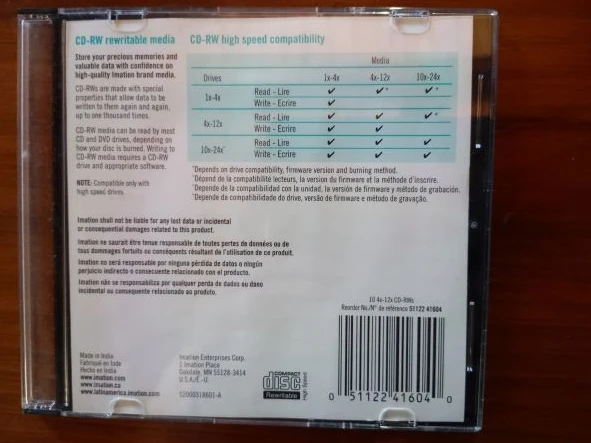 CD-RW rewritable media
Store your precious memories and
valuable data with confidence on
high-quality Imation brand media.
CD-RWs are made with special
properties that allow data to be
written to them again and again,
up to one thousand times.
CD-RW media can be read by most
CD and DVD drives, depending on
how your disc is burned. Writing to
CD-RW media requires a CD-RW
drive and appropriate software.
NOTE: Compatible only with
high speed drives.
CD-RW high speed compatibility
Media
Drives 1x-4x 4x-12x 10x-24x
1x-4x Read - Lire ✓ ✓* ✓*
Write - Ecrire ✓
4x-12x Read - Lire ✓ ✓ ✓*
Write - Ecrire ✓ ✓
10x-24x* Read - Lire ✓ ✓ ✓
Write - Ecrire ✓ ✓ ✓
*Depends on drive compatibility, firmware version and burning method.
*Dépend de la compatibilité lecteurs, la version du firmware et la méthode d'inscrire.
*Depende de la compatibilidad con la unidad, la versión de firmware y método de grabación.
*Depende da compatibilidade do drive, versão de firmware e método de gravação.
Imation shall not be liable for any lost data or incidental
or consequential damages related to this product.
Imation ne saurait être tenue responsable de toutes pertes de données ou de
tous dommages fortuits ou conséquents résultant de l'utilisation de ce produit.
Imation no será responsable por ninguna pérdida de datos o ningún
perjuicio indirecto o consecuente relacionado con el producto.
Imation não se responsabiliza por qualquer perda de dados ou dano
incidental ou consequente relacionado ao produto.
10 4x-12x CD-RWs
Reorder No./N° de référence 51122 41604
Made in India
Fabriqué en Inde
Hecho en India
www.imation.com
www.imation.ca
www.latinamerica.imation.com
Imation Enterprises Corp.
1 Imation Place
Oakdale, MN 55128-3414
U.S.A./E.-U.
COMPACT
disc
Rewritable
High Speed
0 51122 41604 0